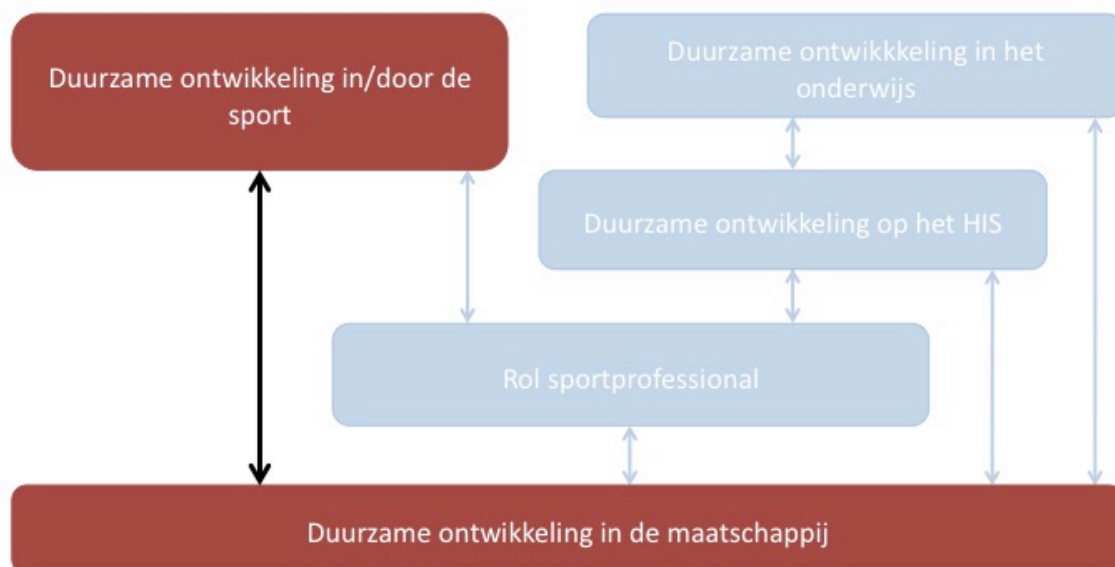 Duurzame ontwikkeling in/door de
sport
Duurzame ontwikkkeling in het
onderwijs
Duurzame ontwikkeling op het HIS
Rol sportprofessional
Duurzame ontwikkeling in de maatschappij